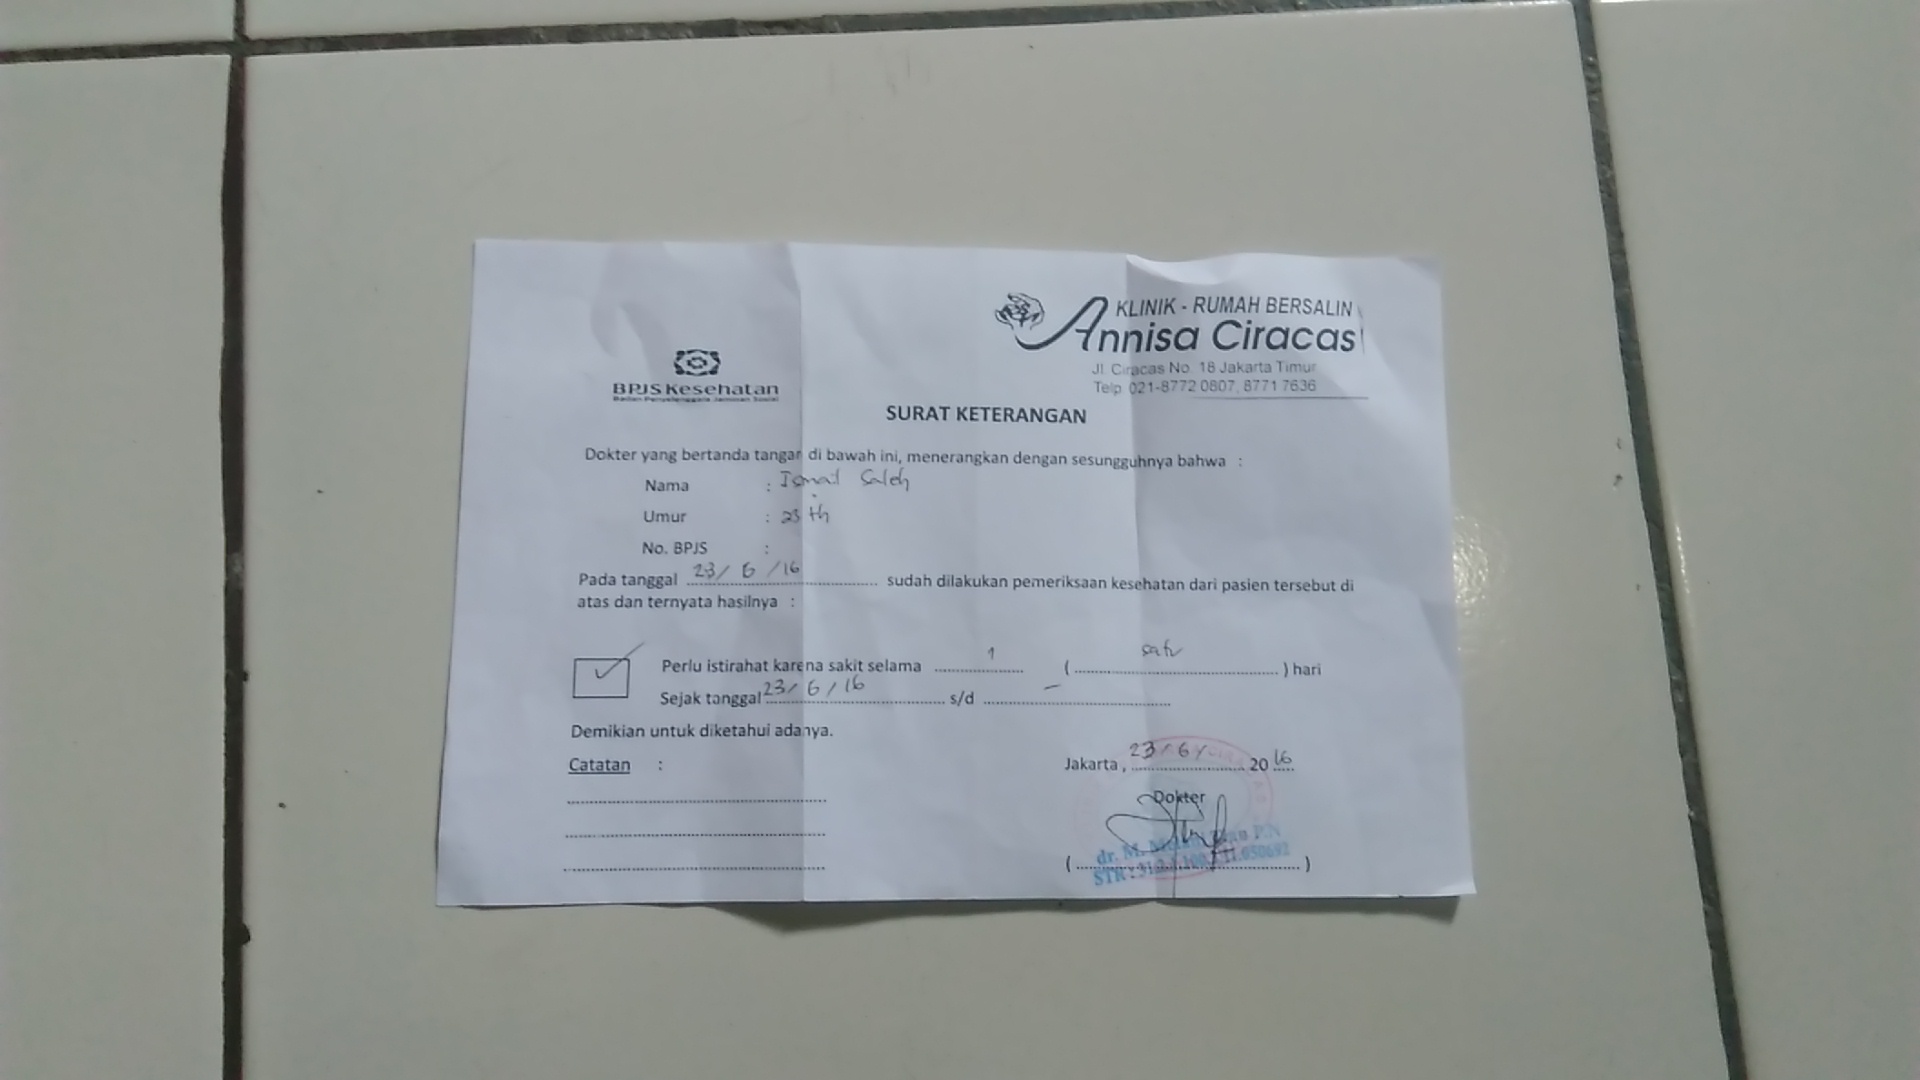 KLINIK - RUMAH BERSALIN
Annisa Ciracas
Jl. Ciracas No. 18 Jakarta Timur
Telp. 021-8772 0807, 8771 7636
BPJS Kesehatan
Badan Penyelenggara Jaminan Sosial
SURAT KETERANGAN
Dokter yang bertanda tangan di bawah ini, menerangkan dengan sesungguhnya bahwa :
Nama : Ismail Saleh
Umur : 23 th
No. BPJS :
Pada tanggal 23/6/16 sudah dilakukan pemeriksaan kesehatan dari pasien tersebut di
atas dan ternyata hasilnya :
Perlu istirahat karena sakit selama 1 ( satu ) hari
Sejak tanggal 23/6/16 s/d -
Demikian untuk diketahui adanya.
Catatan :
Jakarta, 23/6/ 2016
Dokter
dr. M. P.N
STR :